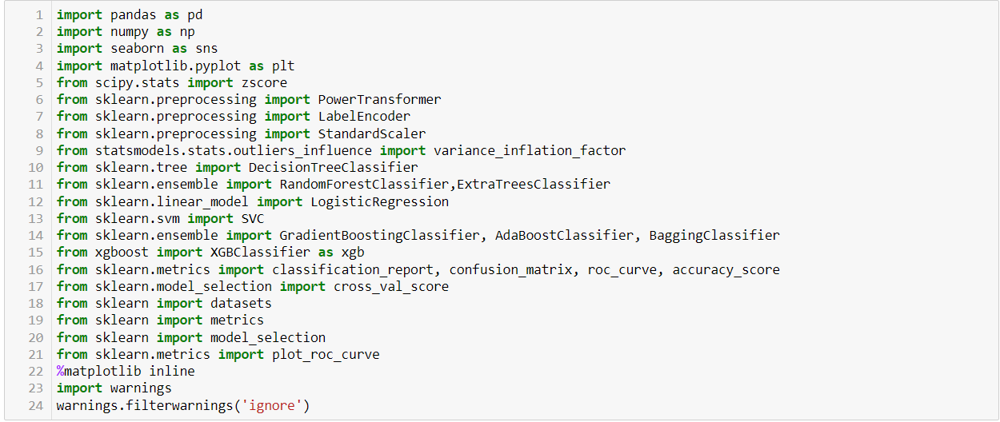 1 import pandas as pd
2 import numpy as np
3 import seaborn as sns
4 import matplotlib.pyplot as plt
5 from scipy.stats import zscore
6 from sklearn.preprocessing import PowerTransformer
7 from sklearn.preprocessing import LabelEncoder
8 from sklearn.preprocessing import StandardScaler
9 from statsmodels.stats.outliers_influence import variance_inflation_factor
10 from sklearn.tree import DecisionTreeClassifier
11 from sklearn.ensemble import RandomForestClassifier,ExtraTreesClassifier
12 from sklearn.linear_model import LogisticRegression
13 from sklearn.svm import SVC
14 from sklearn.ensemble import GradientBoostingClassifier, AdaBoostClassifier, BaggingClassifier
15 from xgboost import XGBClassifier as xgb
16 from sklearn.metrics import classification_report, confusion_matrix, roc_curve, accuracy_score
17 from sklearn.model_selection import cross_val_score
18 from sklearn import datasets
19 from sklearn import metrics
20 from sklearn import model_selection
21 from sklearn.metrics import plot_roc_curve
22 %matplotlib inline
23 import warnings
24 warnings.filterwarnings('ignore')